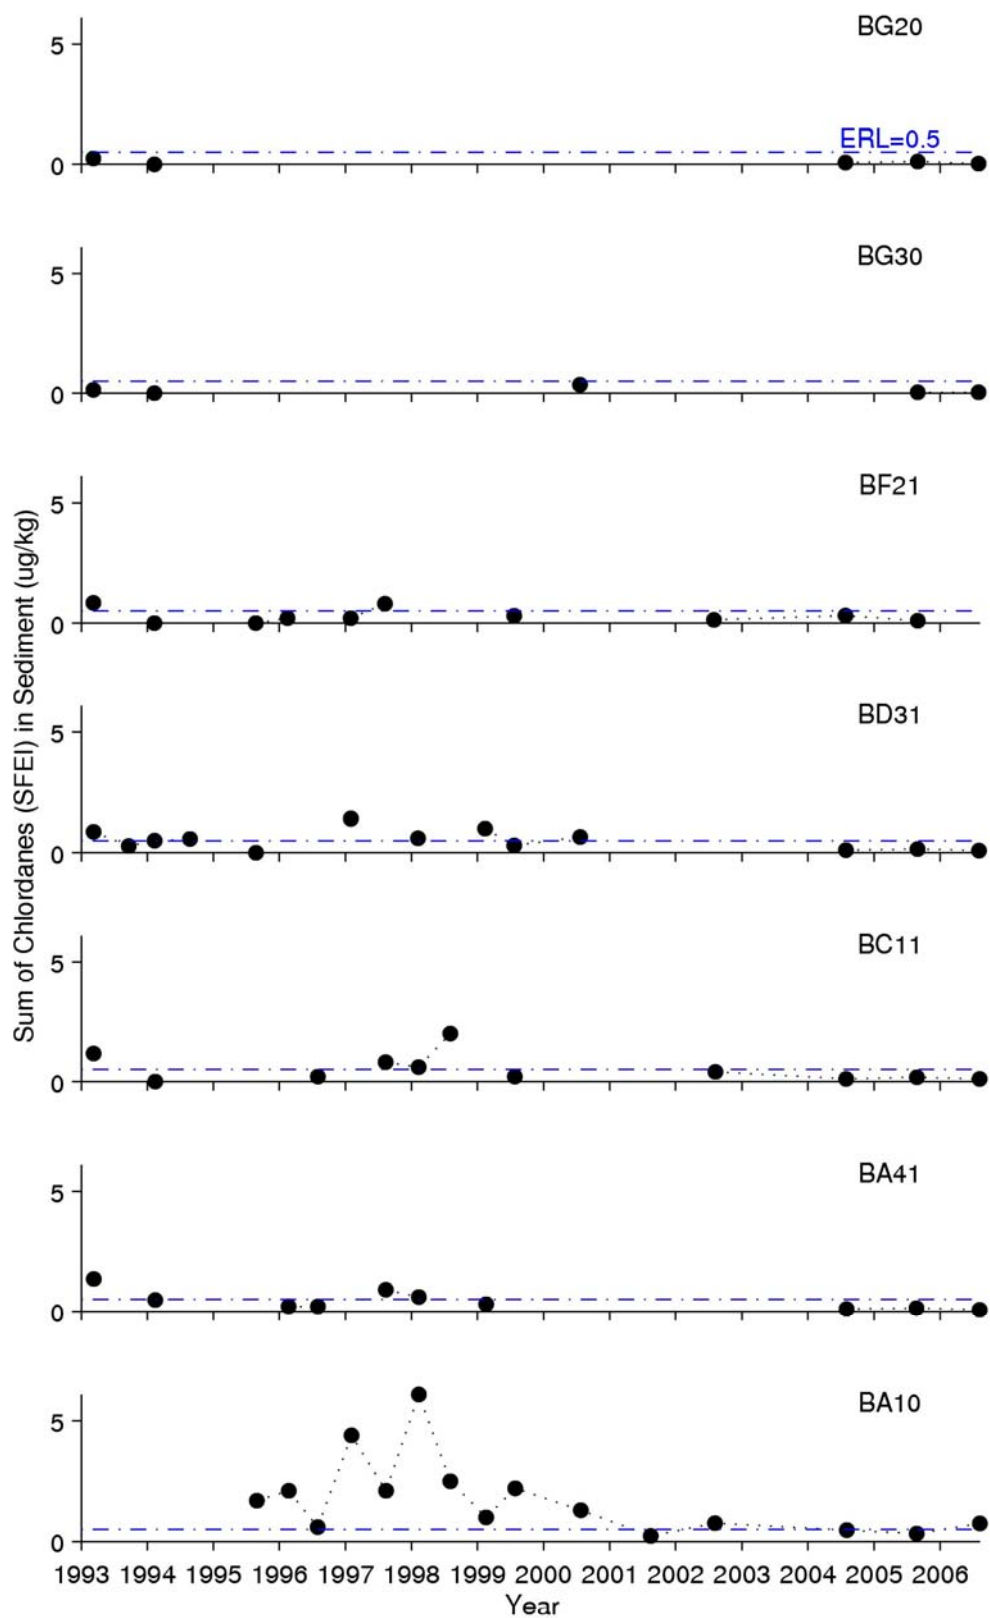 BG20
5
ERL=0.5
0
BG30
5
0
BF21
5
0
BD31
5
0
BC11
5
0
BA41
5
0
BA10
5
0
Sum of Chlordanes (SFEI) in Sediment (ug/kg)
1993 1994 1995 1996 1997 1998 1999 2000 2001 2002 2003 2004 2005 2006
Year